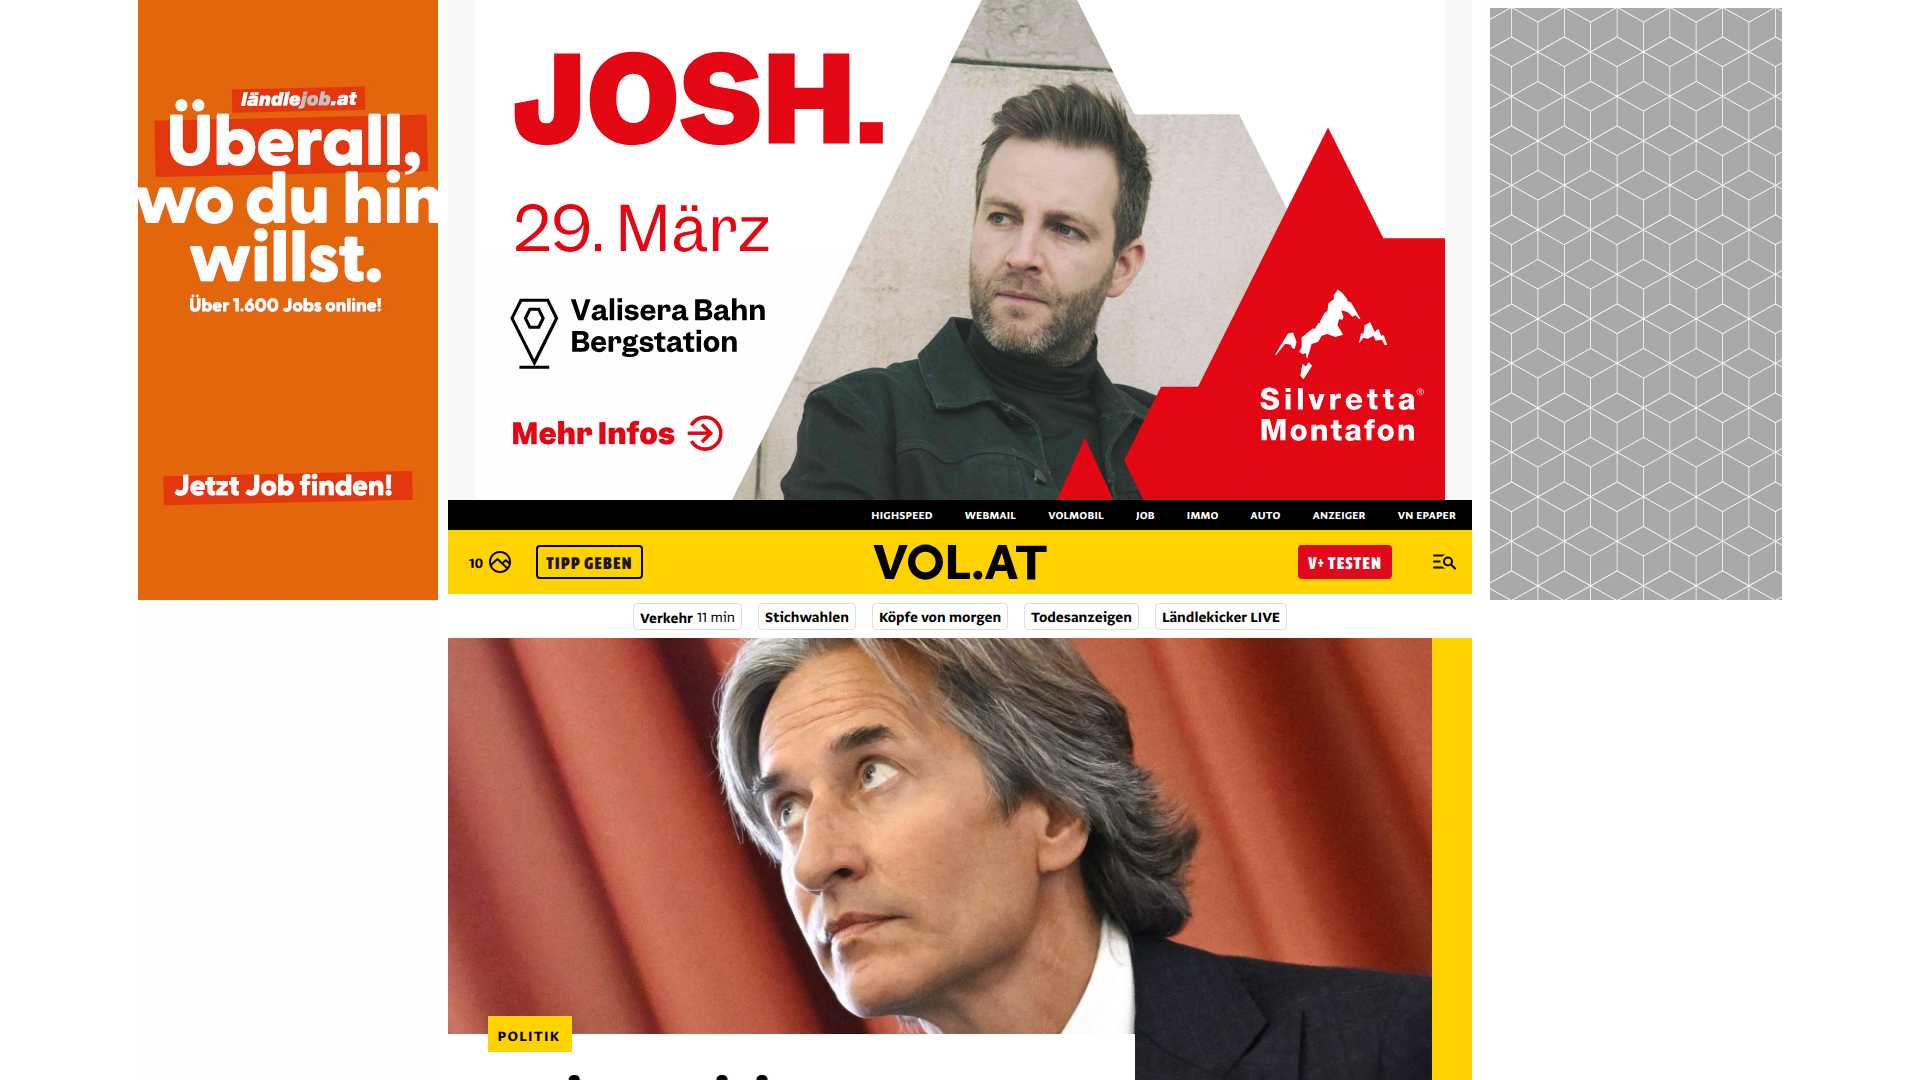 ländlejob.at
Überall,
wo du hin
willst.
Über 1.600 Jobs online!
Jetzt Job finden!
JOSH.
29. März
Valisera Bahn
Bergstation
Mehr Infos
Silvretta®
Montafon
HIGHSPEED WEBMAIL VOLMOBIL JOB IMMO AUTO ANZEIGER VN EPAPER
10 TIPP GEBEN VOL.AT V+ TESTEN
Verkehr 11 min Stichwahlen Köpfe von morgen Todesanzeigen Ländlekicker LIVE
POLITIK